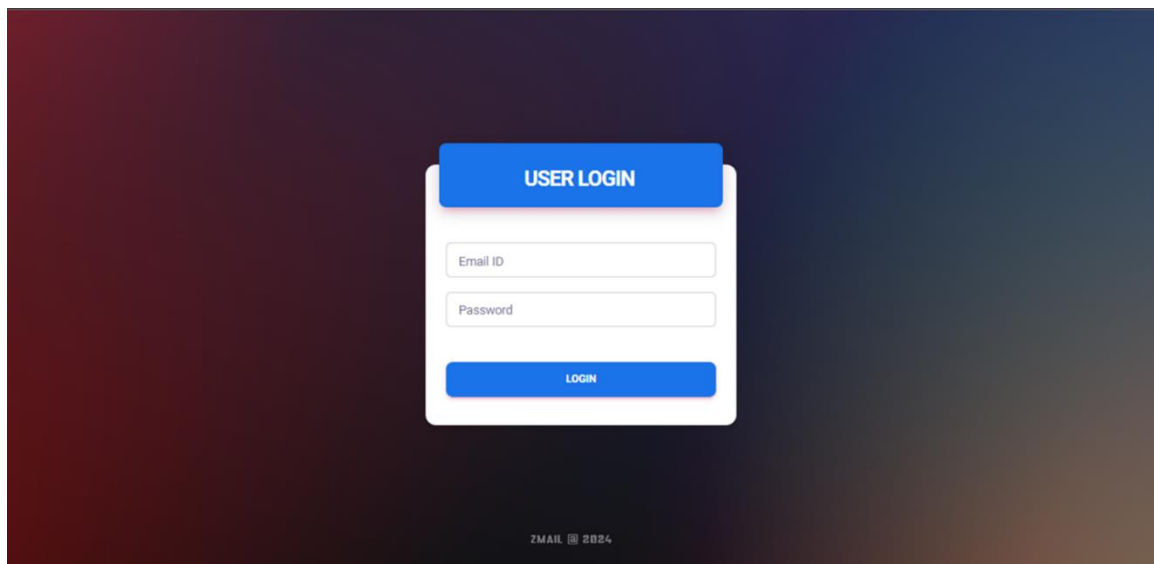 USER LOGIN
Email ID
Password
LOGIN
ZMAIL @ 2024